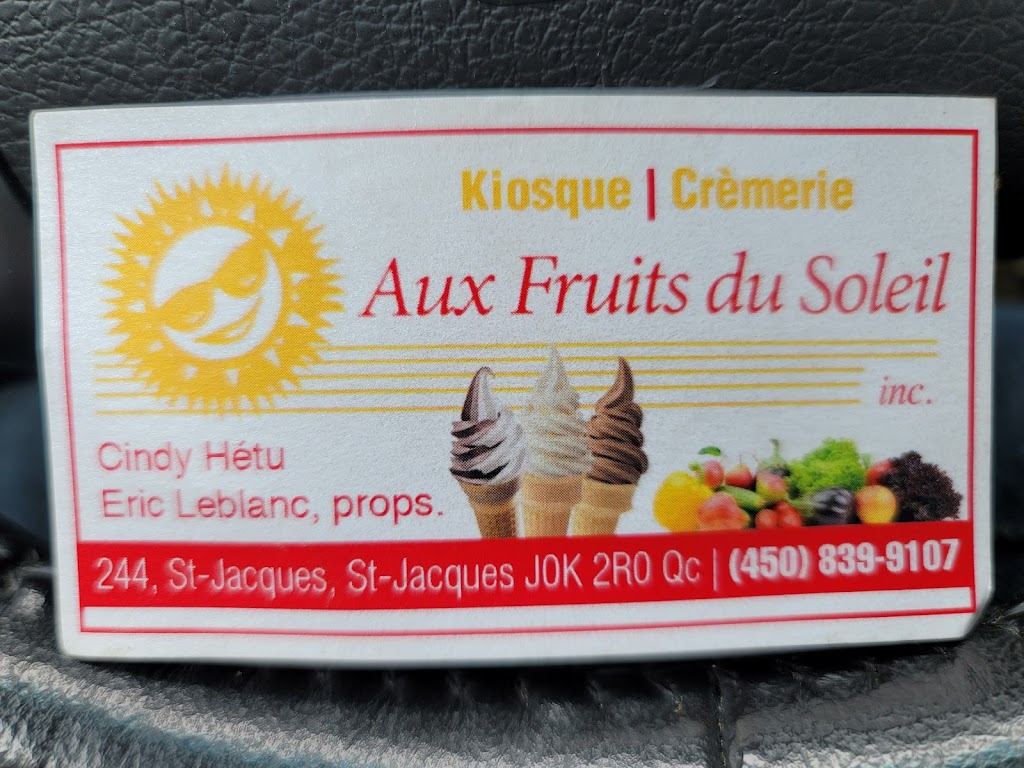 Kiosque | Crèmerie
Aux Fruits du Soleil
inc.
Cindy Hétu
Eric Leblanc, props.
244, St-Jacques, St-Jacques J0K 2R0 Qc | (450) 839-9107